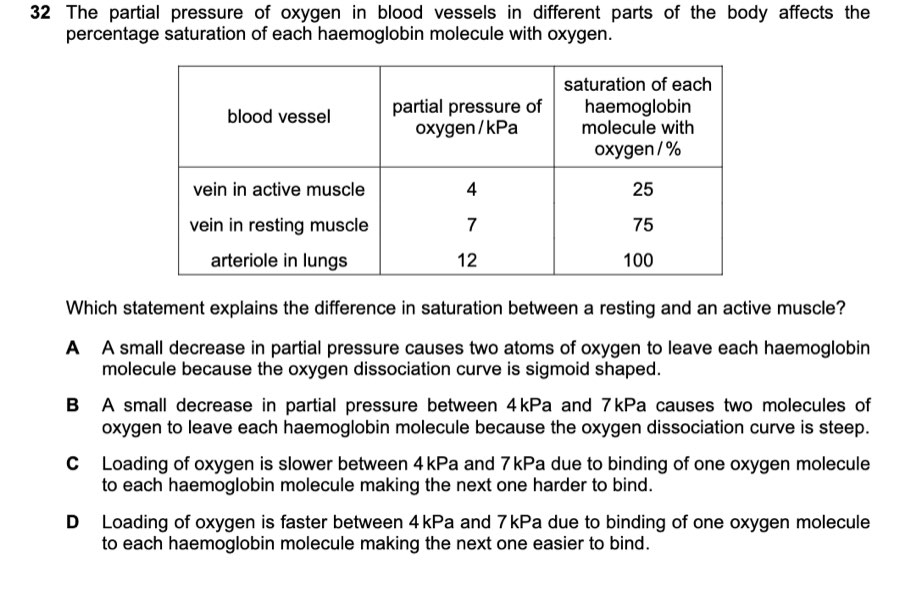 32 The partial pressure of oxygen in blood vessels in different parts of the body affects the
percentage saturation of each haemoglobin molecule with oxygen.
blood vessel
partial pressure of
oxygen / kPa
saturation of each
haemoglobin
molecule with
oxygen / %
vein in active muscle 4 25
vein in resting muscle 7 75
arteriole in lungs 12 100
Which statement explains the difference in saturation between a resting and an active muscle?
A A small decrease in partial pressure causes two atoms of oxygen to leave each haemoglobin
molecule because the oxygen dissociation curve is sigmoid shaped.
B A small decrease in partial pressure between 4 kPa and 7 kPa causes two molecules of
oxygen to leave each haemoglobin molecule because the oxygen dissociation curve is steep.
C Loading of oxygen is slower between 4 kPa and 7 kPa due to binding of one oxygen molecule
to each haemoglobin molecule making the next one harder to bind.
D Loading of oxygen is faster between 4 kPa and 7 kPa due to binding of one oxygen molecule
to each haemoglobin molecule making the next one easier to bind.